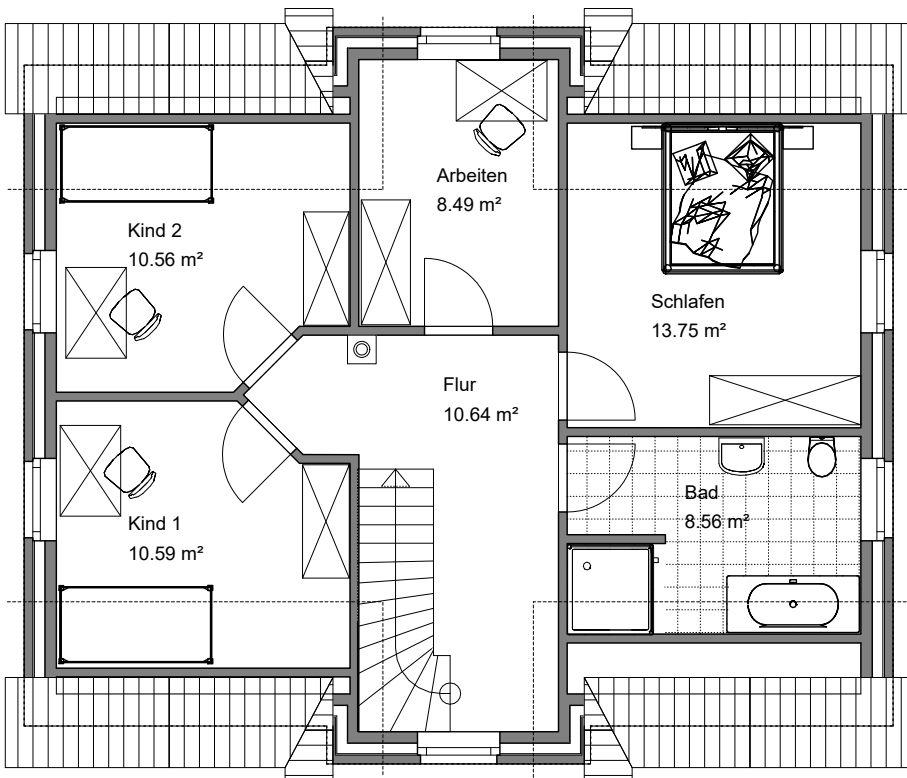 Arbeiten
8.49 m²
Kind 2
10.56 m²
Schlafen
13.75 m²
Flur
10.64 m²
Bad
8.56 m²
Kind 1
10.59 m²